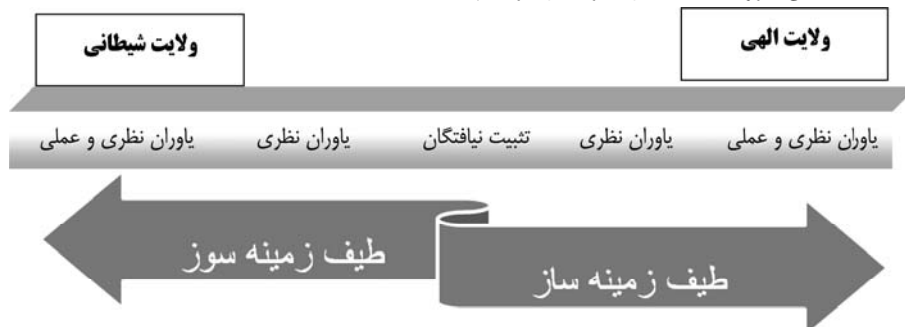 ولایت الهی
ولایت شیطانی
یاورن نظری و عملی
یاوران نظری
تثبیت نیافتگان
یاوران نظری
یاوران نظری و عملی
طیف زمینه ساز
طیف زمینه سوز